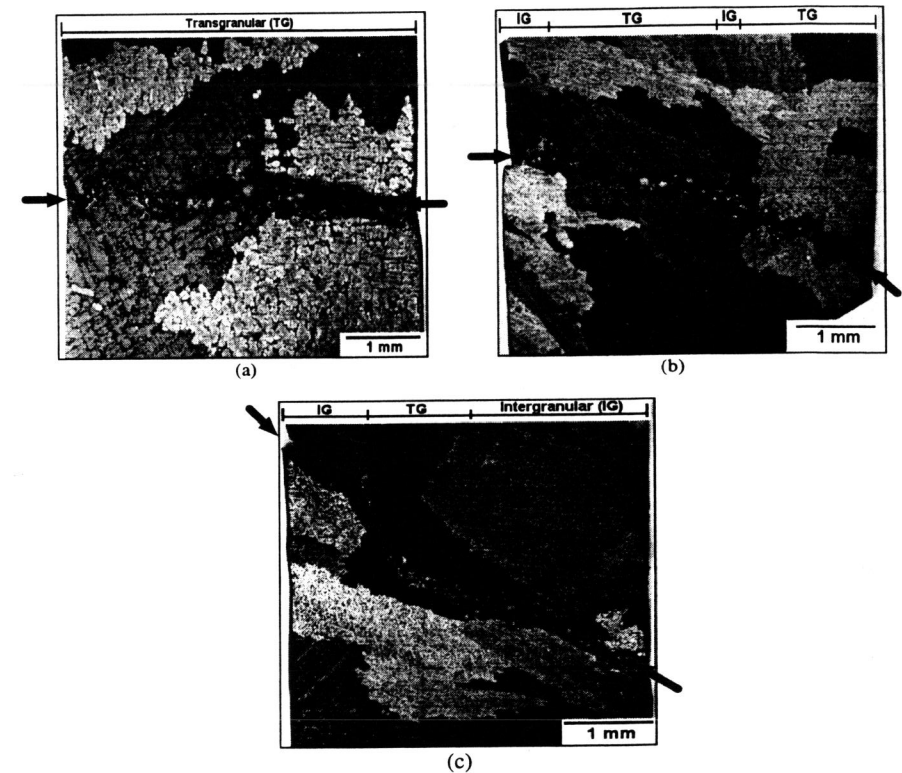 Transgranular (TG)
1 mm
(a)
IG TG IG TG
1 mm
(b)
IG TG Intergranular (IG)
1 mm
(c)